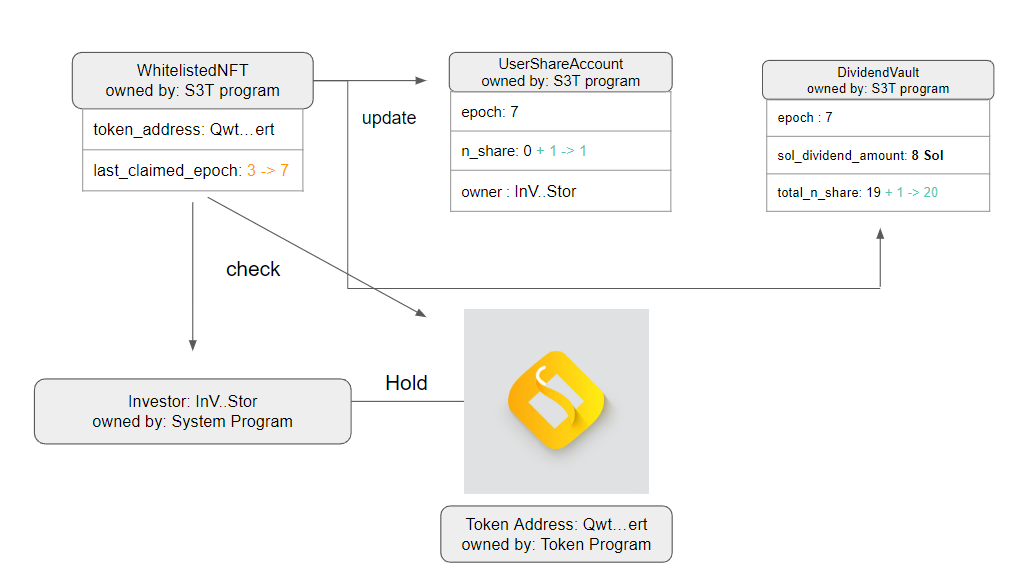 WhitelistedNFT
owned by: S3T program
token_address: Qwt...ert
last_claimed_epoch: 3 -> 7
update
UserShareAccount
owned by: S3T program
epoch: 7
n_share: 0 + 1 -> 1
owner : InV..Stor
DividendVault
owned by: S3T program
epoch : 7
sol_dividend_amount: 8 Sol
total_n_share: 19 + 1 -> 20
check
Investor: InV..Stor
owned by: System Program
Hold
Token Address: Qwt...ert
owned by: Token Program